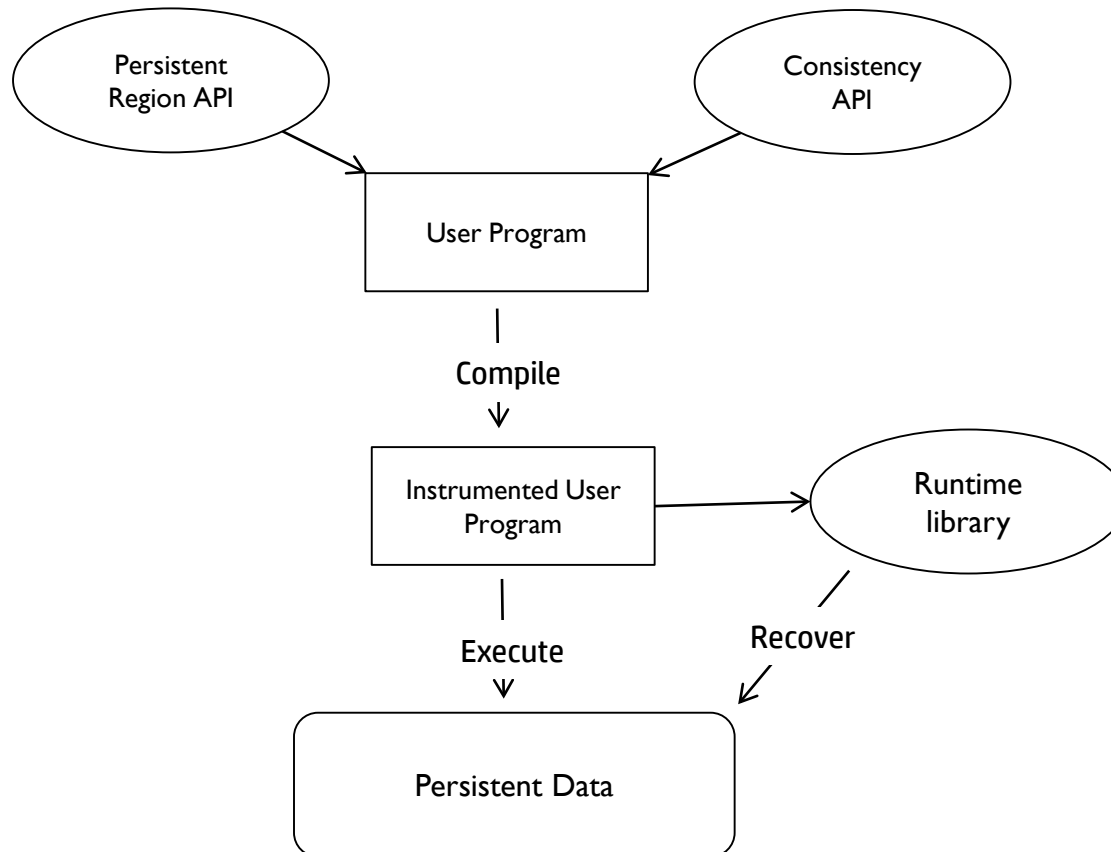 Persistent
Region API
Consistency
API
User Program
Compile
Instrumented User
Program
Runtime
library
Execute
Recover
Persistent Data